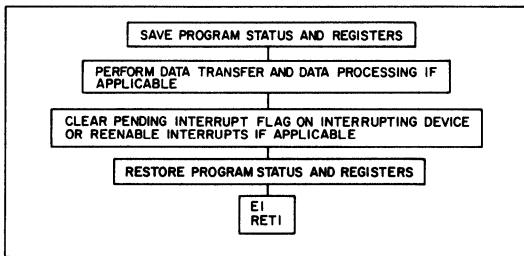 SAVE PROGRAM STATUS AND REGISTERS
PERFORM DATA TRANSFER AND DATA PROCESSING IF
APPLICABLE
CLEAR PENDING INTERRUPT FLAG ON INTERRUPTING DEVICE
OR REENABLE INTERRUPTS IF APPLICABLE
RESTORE PROGRAM STATUS AND REGISTERS
EI
RETI